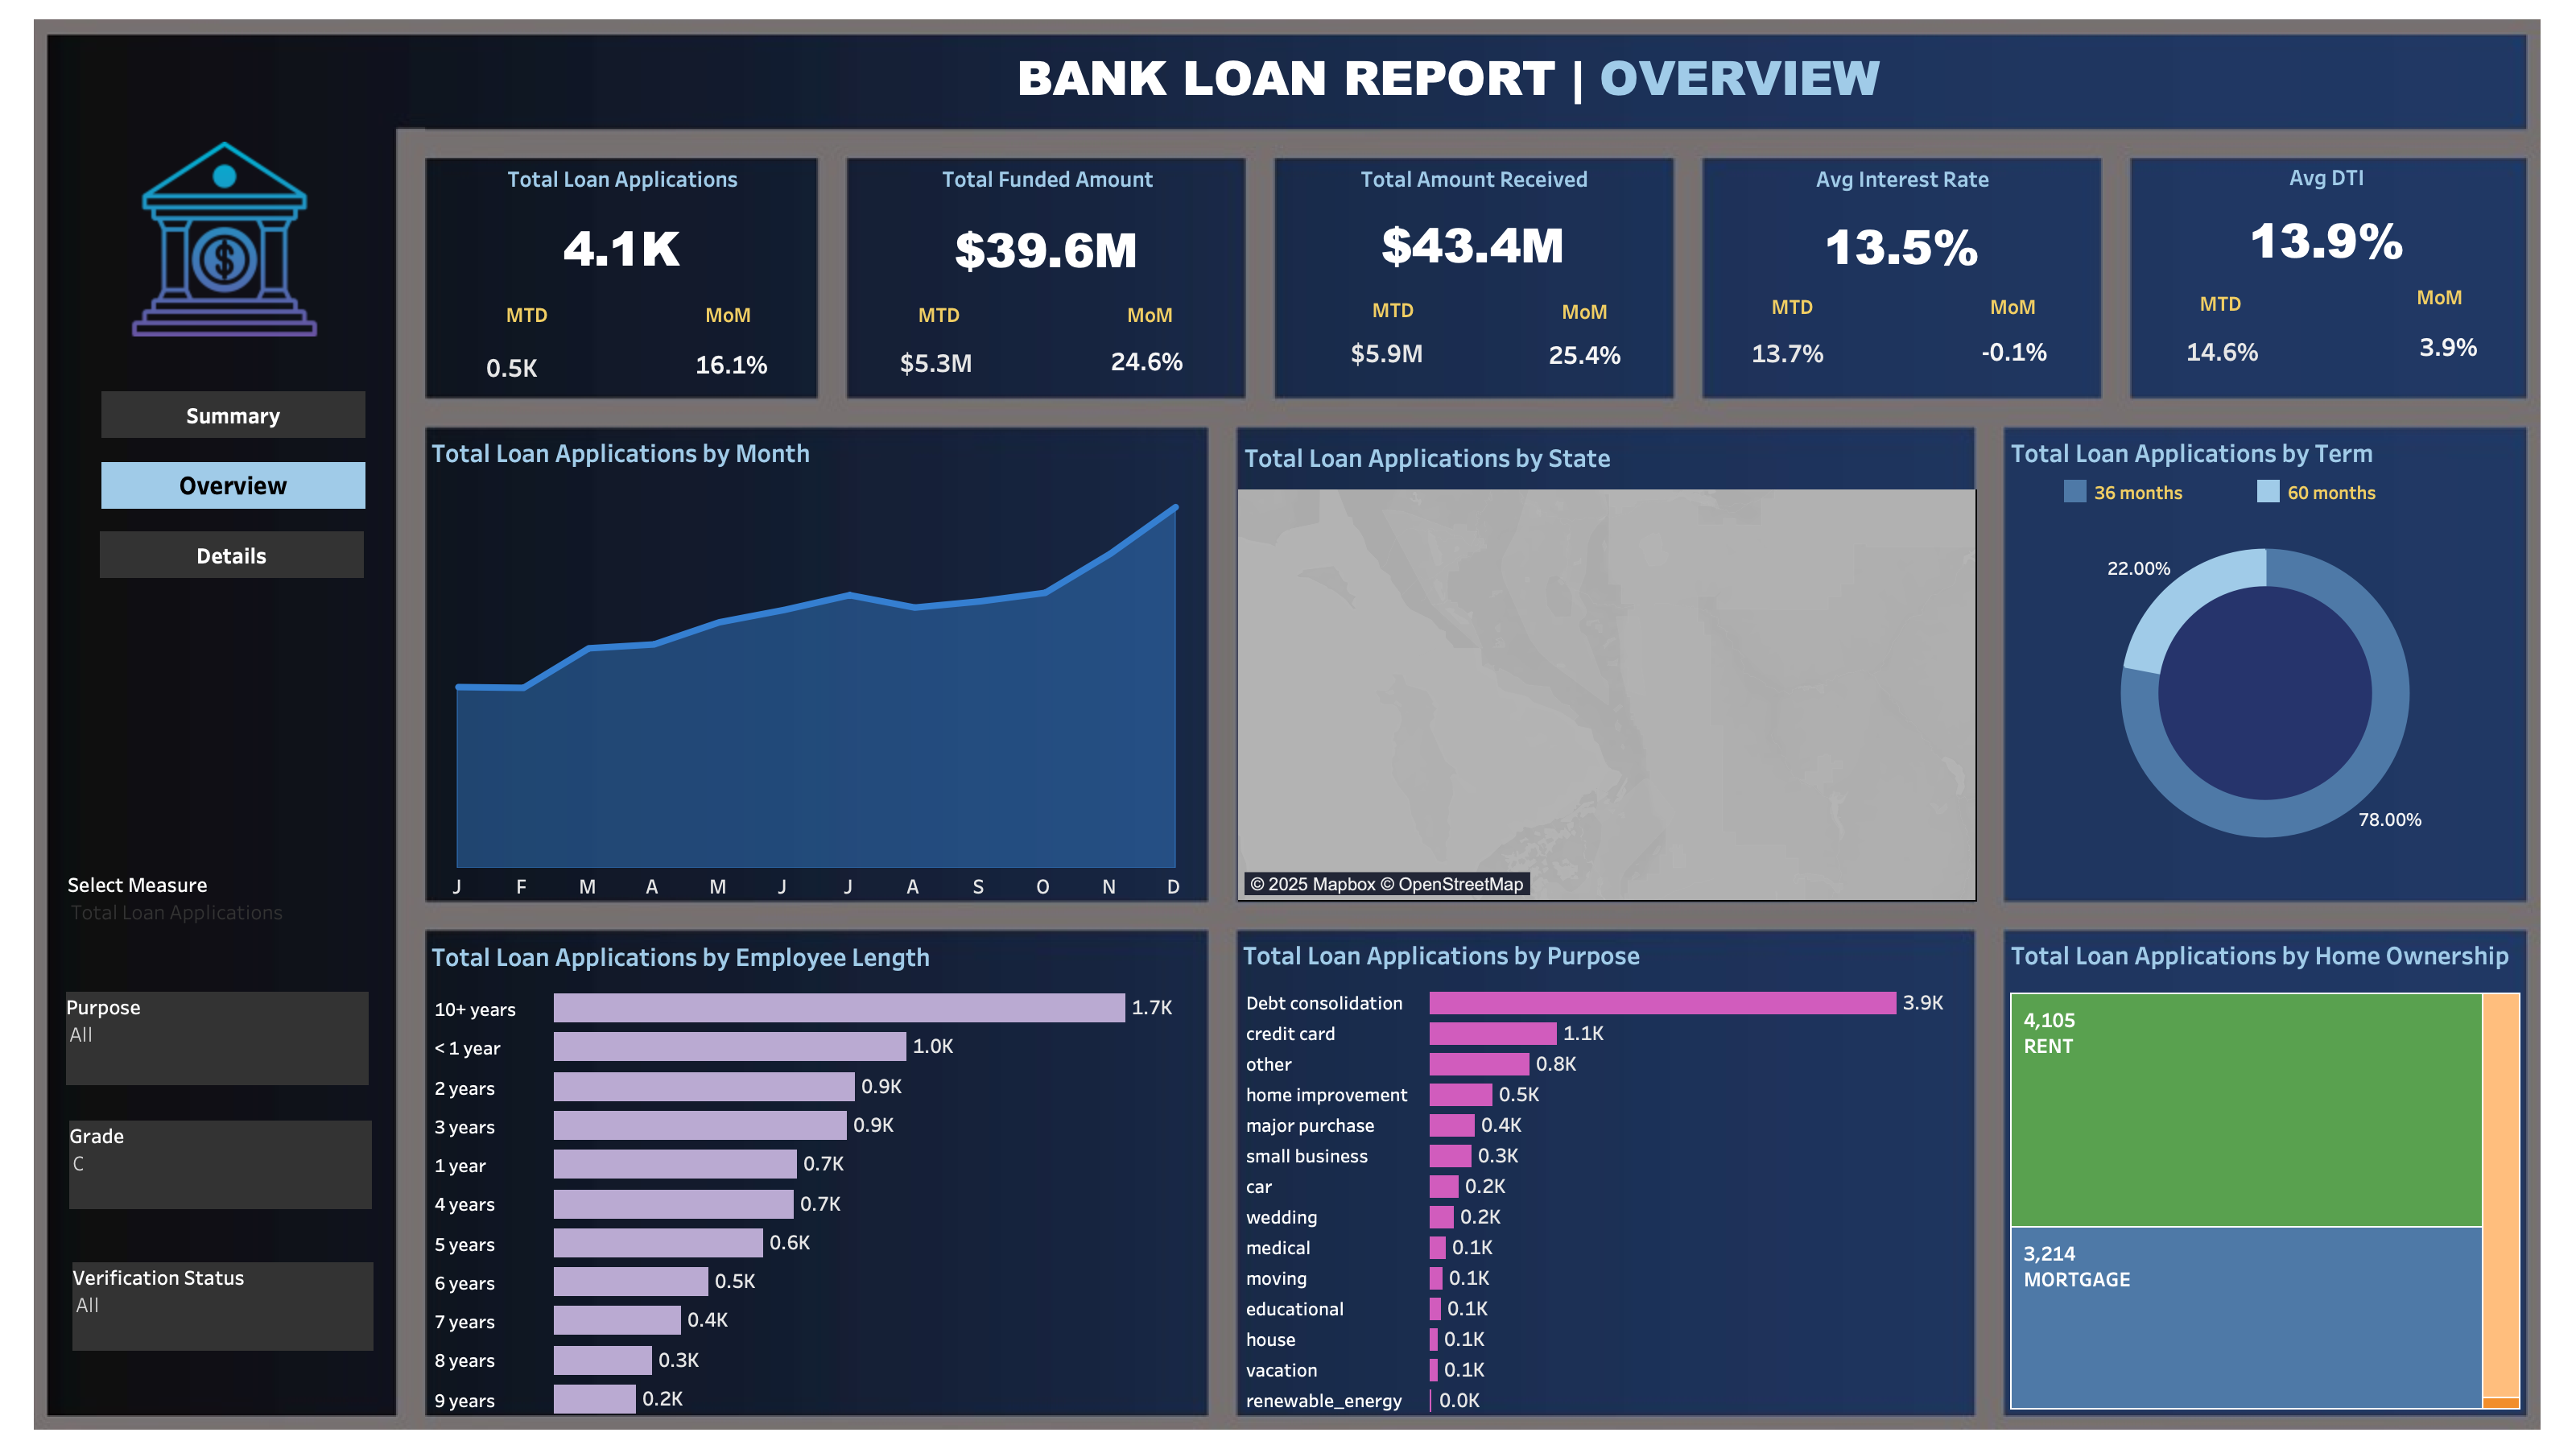 BANK LOAN REPORT | OVERVIEW
Summary
Overview
Details
Select Measure
Total Loan Applications
Purpose
All
Grade
C
Verification Status
All
Total Loan Applications
4.1K
MTD MoM
0.5K 16.1%
Total Funded Amount
$39.6M
MTD MoM
$5.3M 24.6%
Total Amount Received
$43.4M
MTD MoM
$5.9M 25.4%
Avg Interest Rate
13.5%
MTD MoM
13.7% -0.1%
Avg DTI
13.9%
MTD MoM
14.6% 3.9%
Total Loan Applications by Month
J F M A M J J A S O N D
Total Loan Applications by State
© 2025 Mapbox © OpenStreetMap
Total Loan Applications by Term
36 months 60 months
22.00%
78.00%
Total Loan Applications by Employee Length
10+ years 1.7K
< 1 year 1.0K
2 years 0.9K
3 years 0.9K
1 year 0.7K
4 years 0.7K
5 years 0.6K
6 years 0.5K
7 years 0.4K
8 years 0.3K
9 years 0.2K
Total Loan Applications by Purpose
Debt consolidation 3.9K
credit card 1.1K
other 0.8K
home improvement 0.5K
major purchase 0.4K
small business 0.3K
car 0.2K
wedding 0.2K
medical 0.1K
moving 0.1K
educational 0.1K
house 0.1K
vacation 0.1K
renewable_energy 0.0K
Total Loan Applications by Home Ownership
4,105
RENT
3,214
MORTGAGE